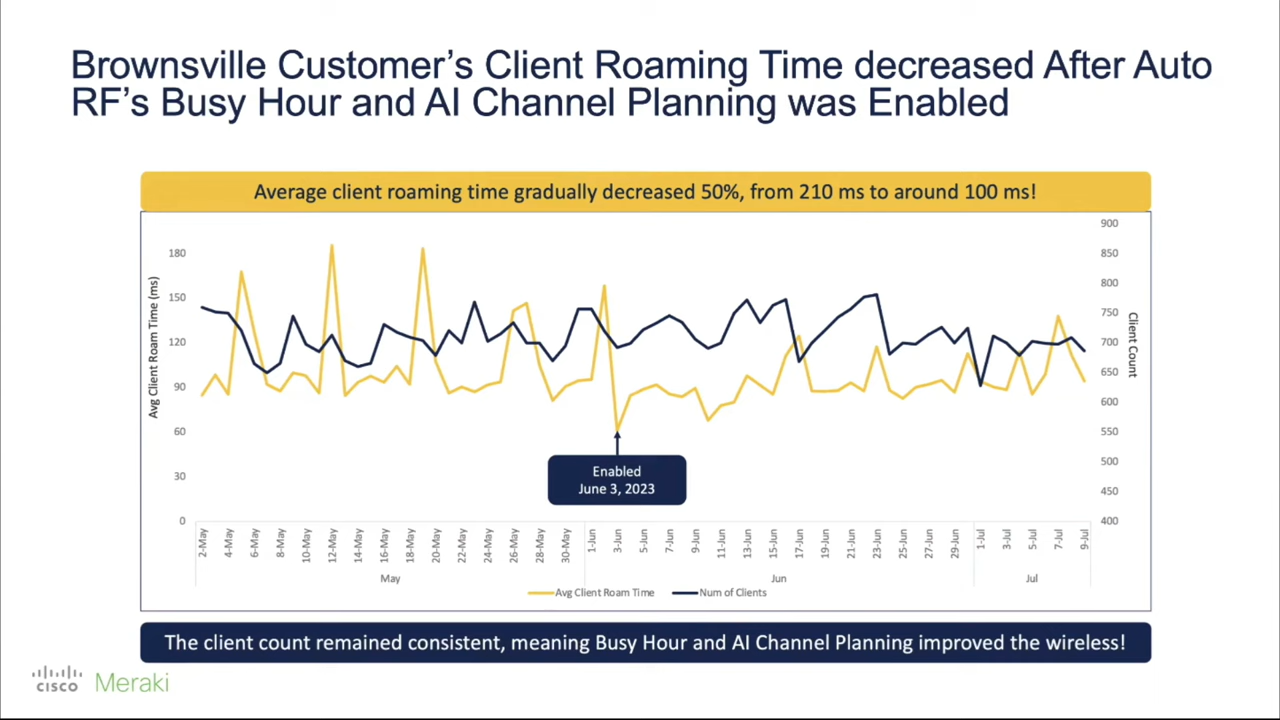 Brownsville Customer’s Client Roaming Time decreased After Auto
RF’s Busy Hour and AI Channel Planning was Enabled
Average client roaming time gradually decreased 50%, from 210 ms to around 100 ms!
Avg Client Roam Time (ms)
180
150
120
90
60
30
0
900
850
800
750
700
650
600
550
500
450
400
Client Count
Enabled
June 3, 2023
2-May
4-May
6-May
8-May
10-May
12-May
14-May
16-May
18-May
20-May
22-May
24-May
26-May
28-May
30-May
1-Jun
3-Jun
5-Jun
7-Jun
9-Jun
11-Jun
13-Jun
15-Jun
17-Jun
19-Jun
21-Jun
23-Jun
25-Jun
27-Jun
29-Jun
1-Jul
3-Jul
5-Jul
7-Jul
9-Jul
May
Jun
Jul
Avg Client Roam Time
Num of Clients
The client count remained consistent, meaning Busy Hour and AI Channel Planning improved the wireless!
CISCO Meraki